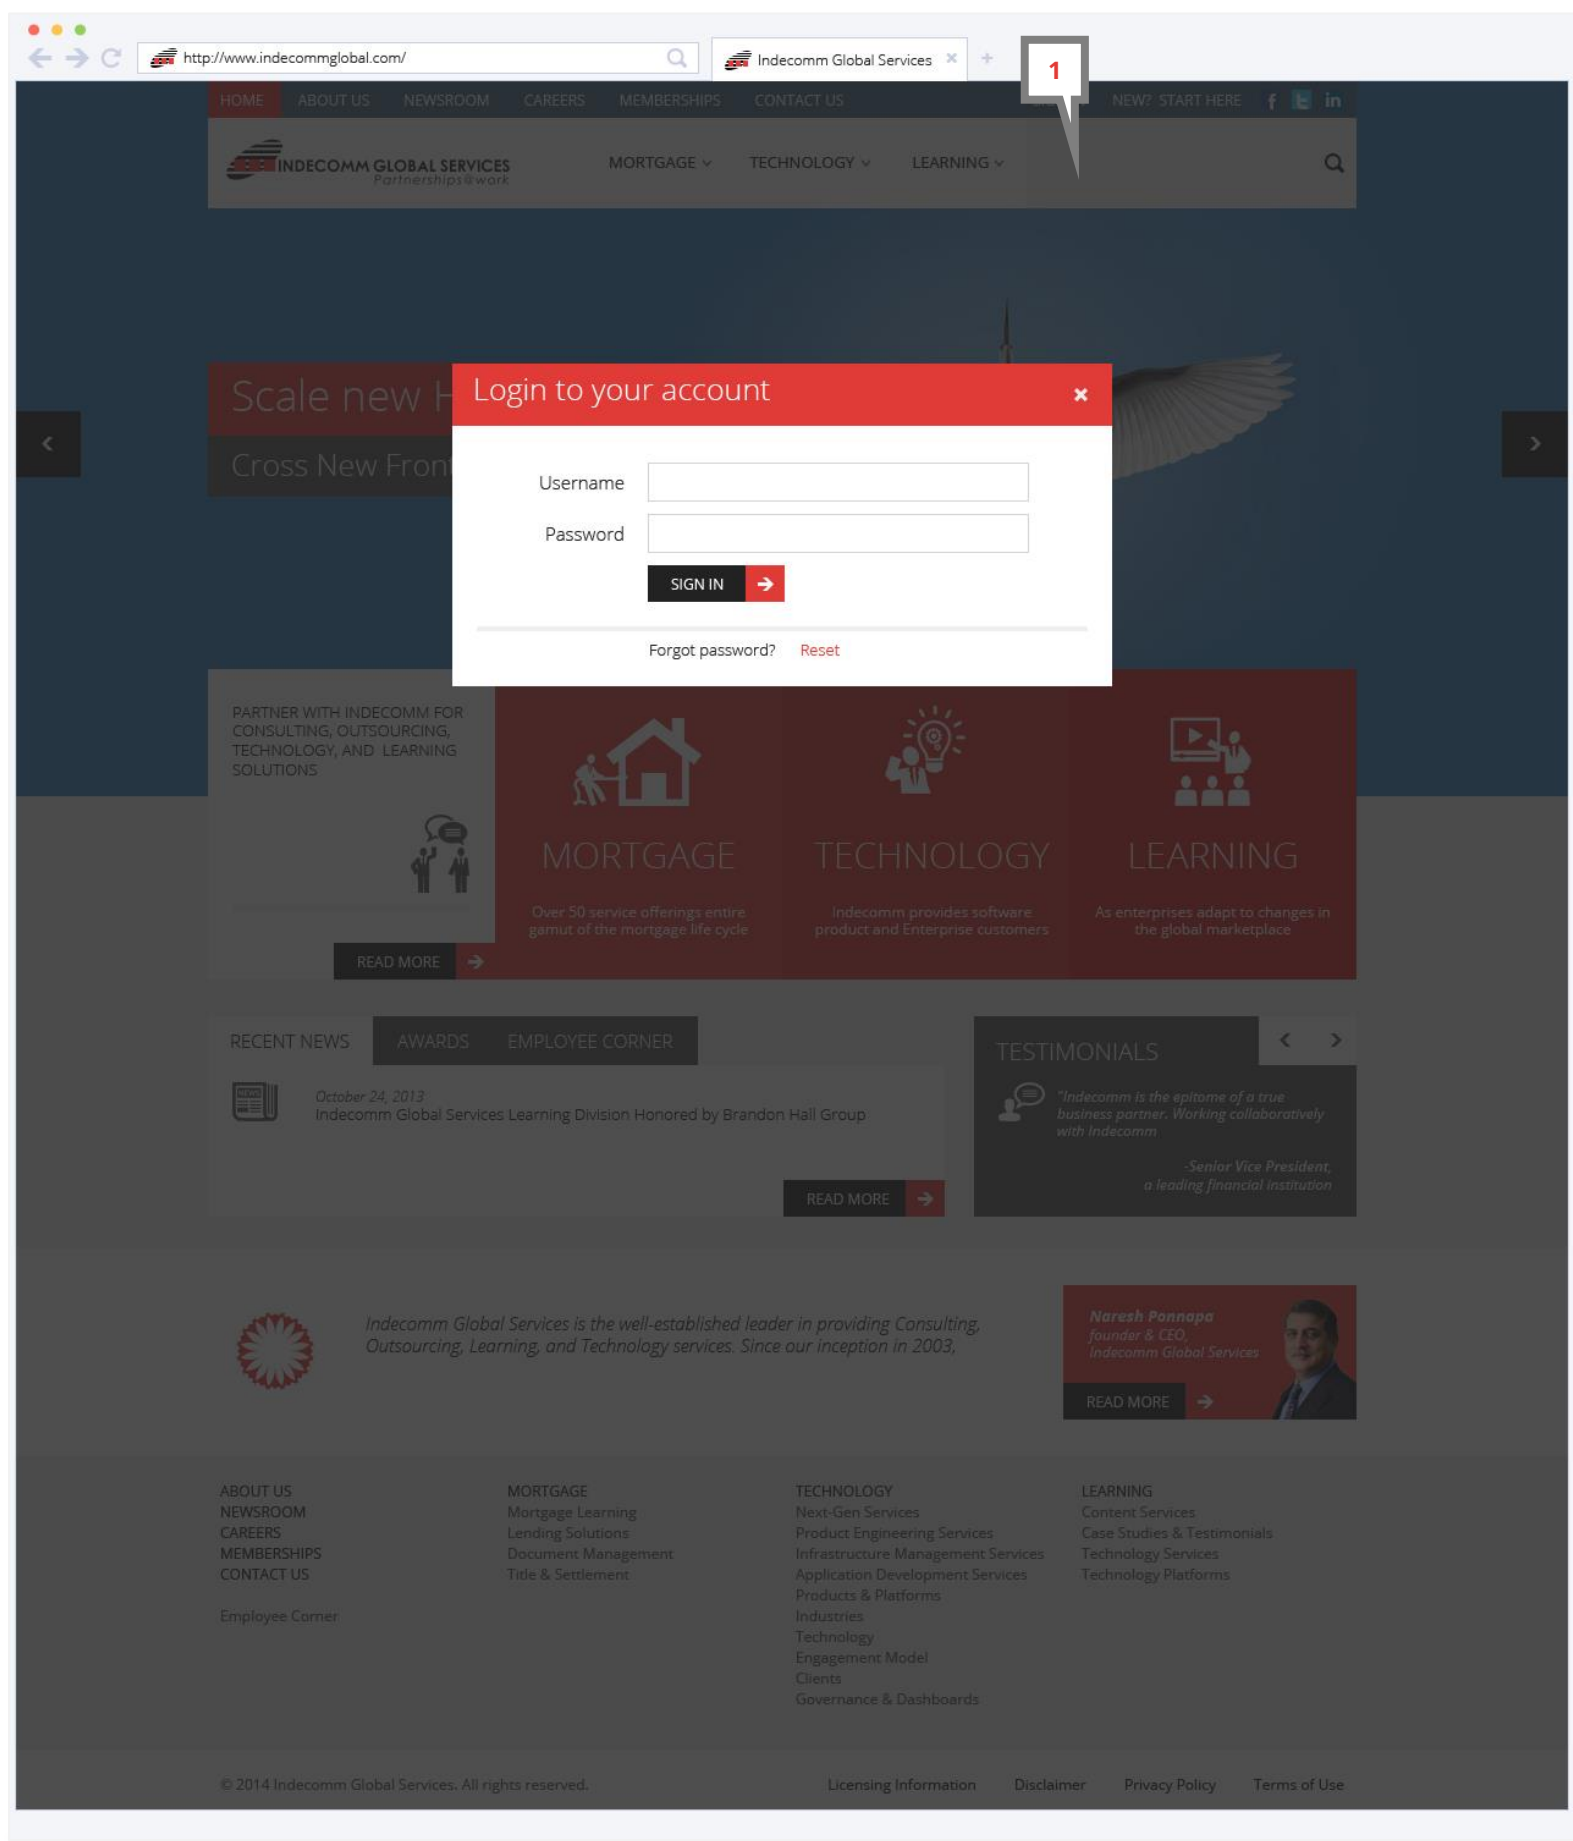 http://www.indecommglobal.com/
Indecomm Global Services
1
HOME ABOUT US NEWSROOM CAREERS MEMBERSHIPS CONTACT US NEW? START HERE f t in
INDECOMM GLOBAL SERVICES
Partnerships@work
MORTGAGE TECHNOLOGY LEARNING
Scale new
Cross New
Login to your account
Username
Password
SIGN IN
Forgot password? Reset
PARTNER WITH INDECOMM FOR
CONSULTING, OUTSOURCING,
TECHNOLOGY, AND LEARNING
SOLUTIONS
READ MORE
MORTGAGE
Over 50 service offerings entire
gamut of the mortgage life cycle
TECHNOLOGY
Indecomm provides software
product and Enterprise customers
LEARNING
As enterprises adapt to changes in
the global marketplace
RECENT NEWS AWARDS EMPLOYEE CORNER
NEWS
October 24, 2013
Indecomm Global Services Learning Division Honored by Brandon Hall Group
READ MORE
TESTIMONIALS
"Indecomm is the epitome of a true
business partner. Working collaboratively
with Indecomm
-Senior Vice President,
a leading financial institution
Indecomm Global Services is the well-established leader in providing Consulting,
Outsourcing, Learning, and Technology services. Since our inception in 2003,
Naresh Ponnapa
founder & CEO,
Indecomm Global Services
READ MORE
ABOUT US
NEWSROOM
CAREERS
MEMBERSHIPS
CONTACT US
Employee Corner
MORTGAGE
Mortgage Learning
Lending Solutions
Document Management
Title & Settlement
TECHNOLOGY
Next-Gen Services
Product Engineering Services
Infrastructure Management Services
Application Development Services
Products & Platforms
Industries
Technology
Engagement Model
Clients
Governance & Dashboards
LEARNING
Content Services
Case Studies & Testimonials
Technology Services
Technology Platforms
© 2014 Indecomm Global Services. All rights reserved.
Licensing Information Disclaimer Privacy Policy Terms of Use